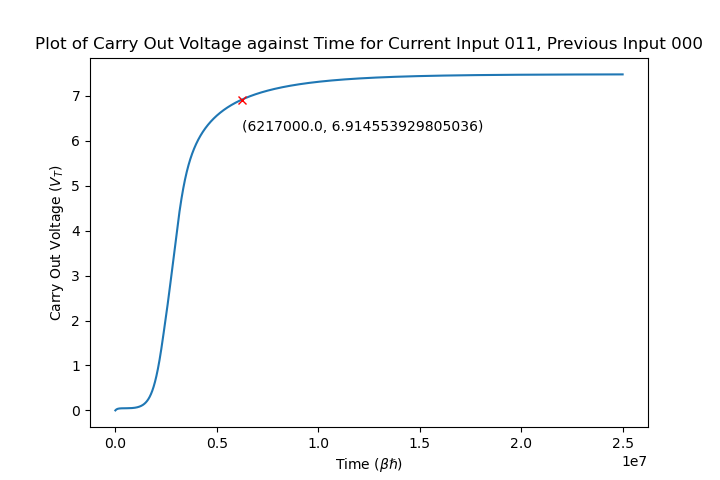 Plot of Carry Out Voltage against Time for Current Input 011, Previous Input 000
7
6
5
4
3
2
1
0
Carry Out Voltage (V_T)
(6217000.0, 6.914553929805036)
0.0 0.5 1.0 1.5 2.0 2.5
1e7
Time (βħ)